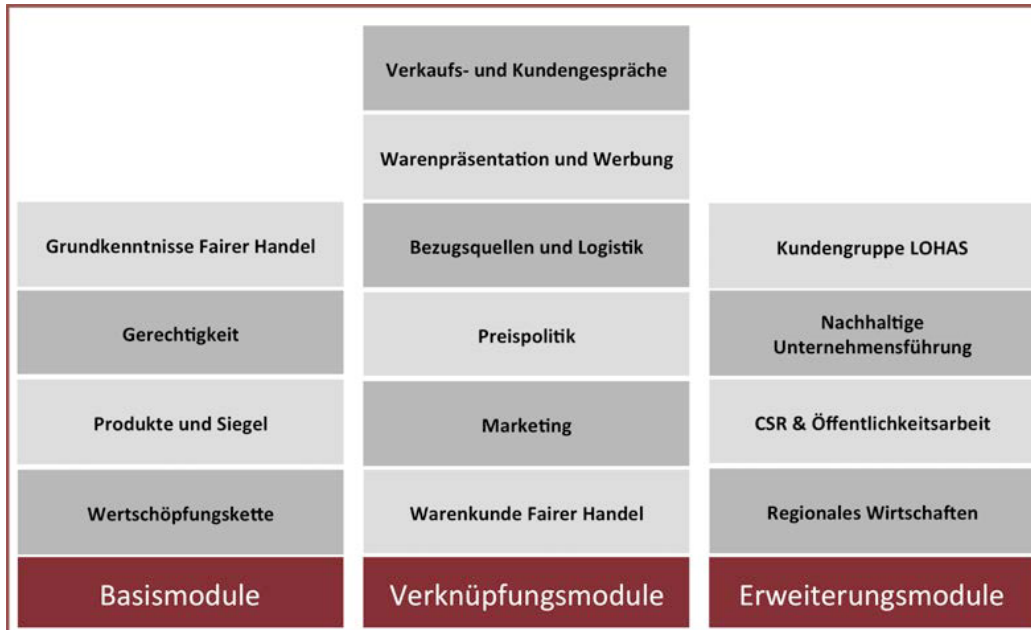 Grundkenntnisse Fairer Handel
Gerechtigkeit
Produkte und Siegel
Wertschöpfungskette
Basismodule
Verkaufs- und Kundengespräche
Warenpräsentation und Werbung
Bezugsquellen und Logistik
Preispolitik
Marketing
Warenkunde Fairer Handel
Verknüpfungsmodule
Kundengruppe LOHAS
Nachhaltige
Unternehmensführung
CSR & Öffentlichkeitsarbeit
Regionales Wirtschaften
Erweiterungsmodule